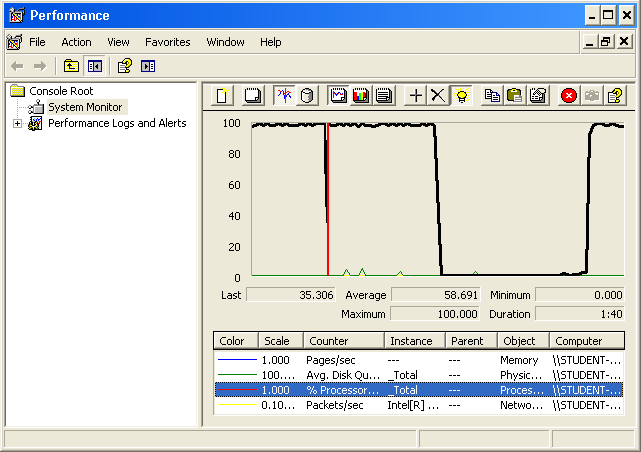 Performance
File Action View Favorites Window Help
Console Root
System Monitor
Performance Logs and Alerts
100
80
60
40
20
0
Last 35.306 Average 58.691 Minimum 0.000
Maximum 100.000 Duration 1:40
Color Scale Counter Instance Parent Object Computer
1.000 Pages/sec --- --- Memory \\STUDENT-...
100.... Avg. Disk Qu... _Total --- Physic... \\STUDENT-...
1.000 % Processor... _Total --- Proces... \\STUDENT-...
0.10... Packets/sec Intel[R] ... --- Netwo... \\STUDENT-...